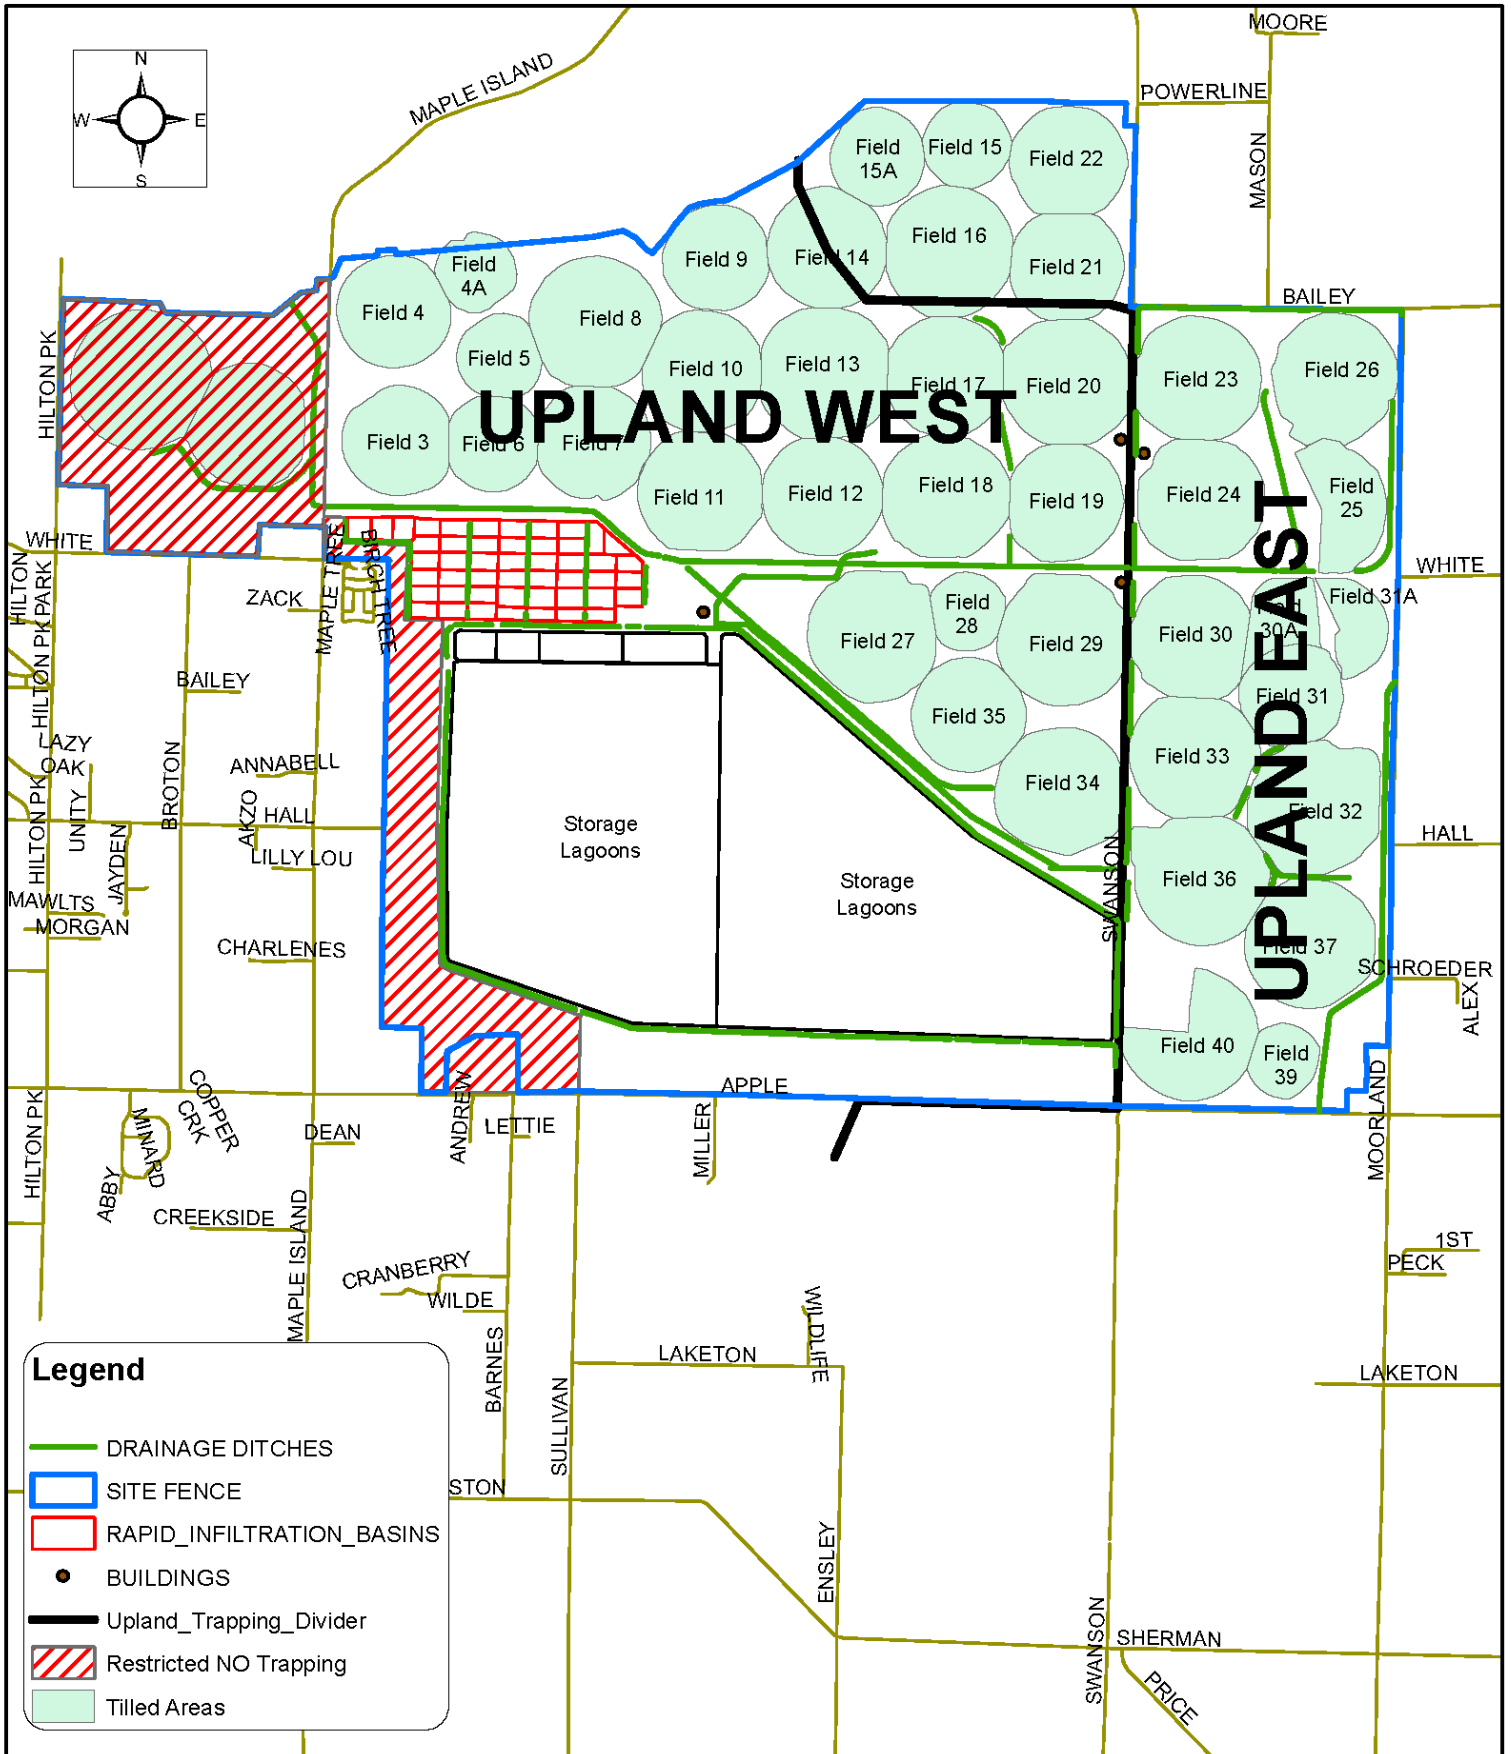 MOORE
N
W
E
S
MAPLE ISLAND
POWERLINE
MASON
Field
15A
Field 15
Field 22
Field 16
Field 9
Field 14
Field 21
Field
4A
Field 4
Field 8
BAILEY
HILTON PK
Field 5
Field 10
Field 13
Field 17
Field 20
Field 23
Field 26
UPLAND WEST
Field 3
Field 6
Field 7
Field 11
Field 12
Field 18
Field 19
Field 24
Field
25
UPLAND EAST
WHITE
MAPLE TREE
BIRCH TREE
WHITE
HILTON
HILTON PK
PARK
ZACK
Field 27
Field
28
Field 29
Field 30
Field
30A
Field 31A
BAILEY
Field 31
Field 35
LAZY
OAK
BROTON
ANNABELL
Field 33
Field 34
HILTON PK
UNITY
AKZO
HALL
Storage
Lagoons
Field 32
HALL
JAYDEN
LILLY LOU
Storage
Lagoons
SWANSON
Field 36
MAWLTS
MORGAN
CHARLENES
Field 37
SCHROEDER
ALEX
Field 40
Field
39
APPLE
HILTON PK
MINARD
COPPER
CRK
ABBY
DEAN
ANDREW
LETTIE
MILLER
MOORLAND
CREEKSIDE
MAPLE ISLAND
CRANBERRY
WILDE
BARNES
SULLIVAN
WILDLIFE
LAKETON
1ST
PECK
LAKETON
STON
ENSLEY
SWANSON
SHERMAN
PRICE
Legend
DRAINAGE DITCHES
SITE FENCE
RAPID_INFILTRATION_BASINS
BUILDINGS
Upland_Trapping_Divider
Restricted NO Trapping
Tilled Areas